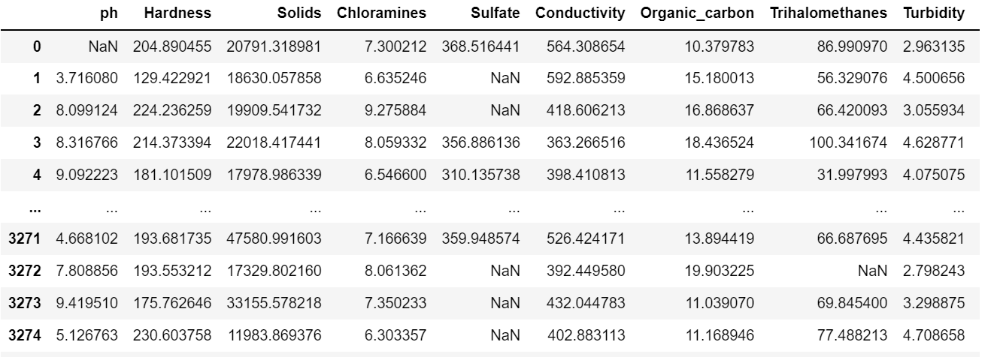 ph Hardness Solids Chloramines Sulfate Conductivity Organic_carbon Trihalomethanes Turbidity
0 NaN 204.890455 20791.318981 7.300212 368.516441 564.308654 10.379783 86.990970 2.963135
1 3.716080 129.422921 18630.057858 6.635246 NaN 592.885359 15.180013 56.329076 4.500656
2 8.099124 224.236259 19909.541732 9.275884 NaN 418.606213 16.868637 66.420093 3.055934
3 8.316766 214.373394 22018.417441 8.059332 356.886136 363.266516 18.436524 100.341674 4.628771
4 9.092223 181.101509 17978.986339 6.546600 310.135738 398.410813 11.558279 31.997993 4.075075
... ... ... ... ... ... ... ... ... ...
3271 4.668102 193.681735 47580.991603 7.166639 359.948574 526.424171 13.894419 66.687695 4.435821
3272 7.808856 193.553212 17329.802160 8.061362 NaN 392.449580 19.903225 NaN 2.798243
3273 9.419510 175.762646 33155.578218 7.350233 NaN 432.044783 11.039070 69.845400 3.298875
3274 5.126763 230.603758 11983.869376 6.303357 NaN 402.883113 11.168946 77.488213 4.708658